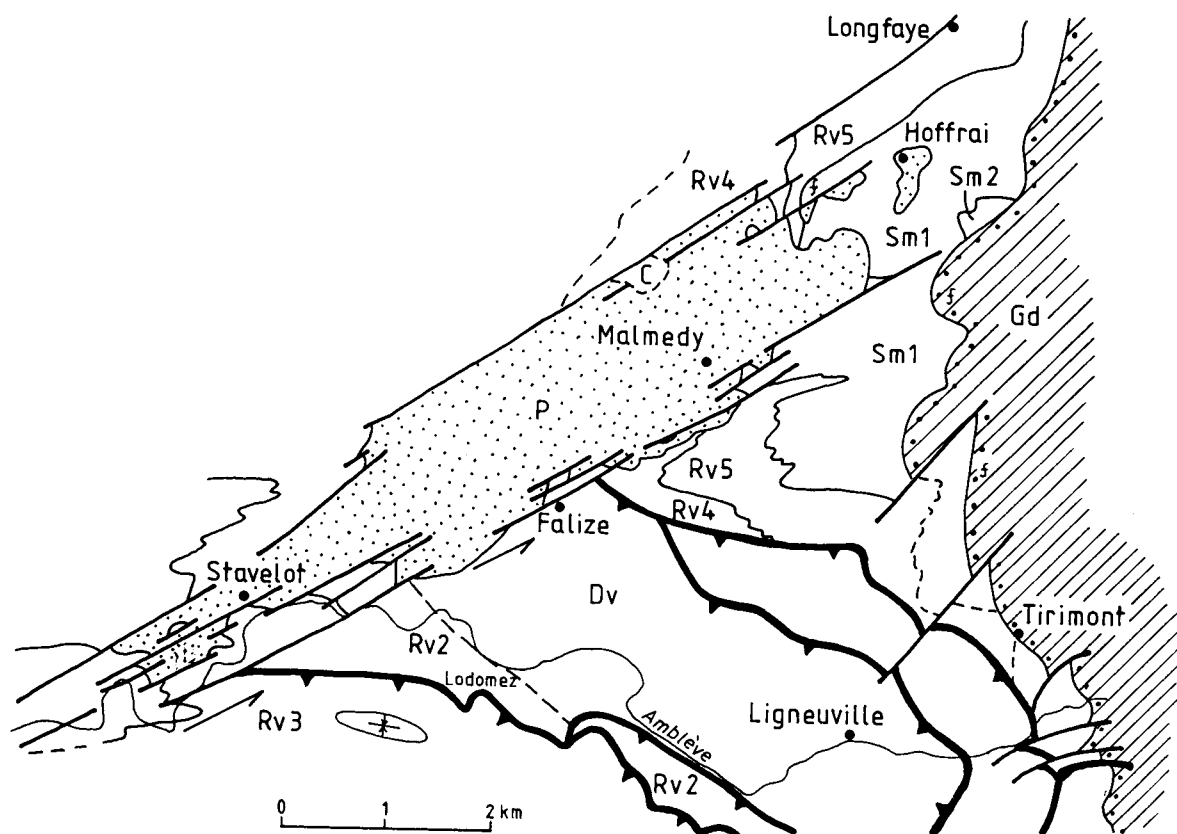 Longfaye
Rv5
Hoffrai
Rv4
Sm2
f
Sm1
C
f
Gd
Malmedy
Sm1
P
Rv5
f
Rv4
Falize
Stavelot
Dv
Tirimont
Rv2
Lodomez
Rv3
Amblève
Ligneuville
Rv2
0 1 2 km